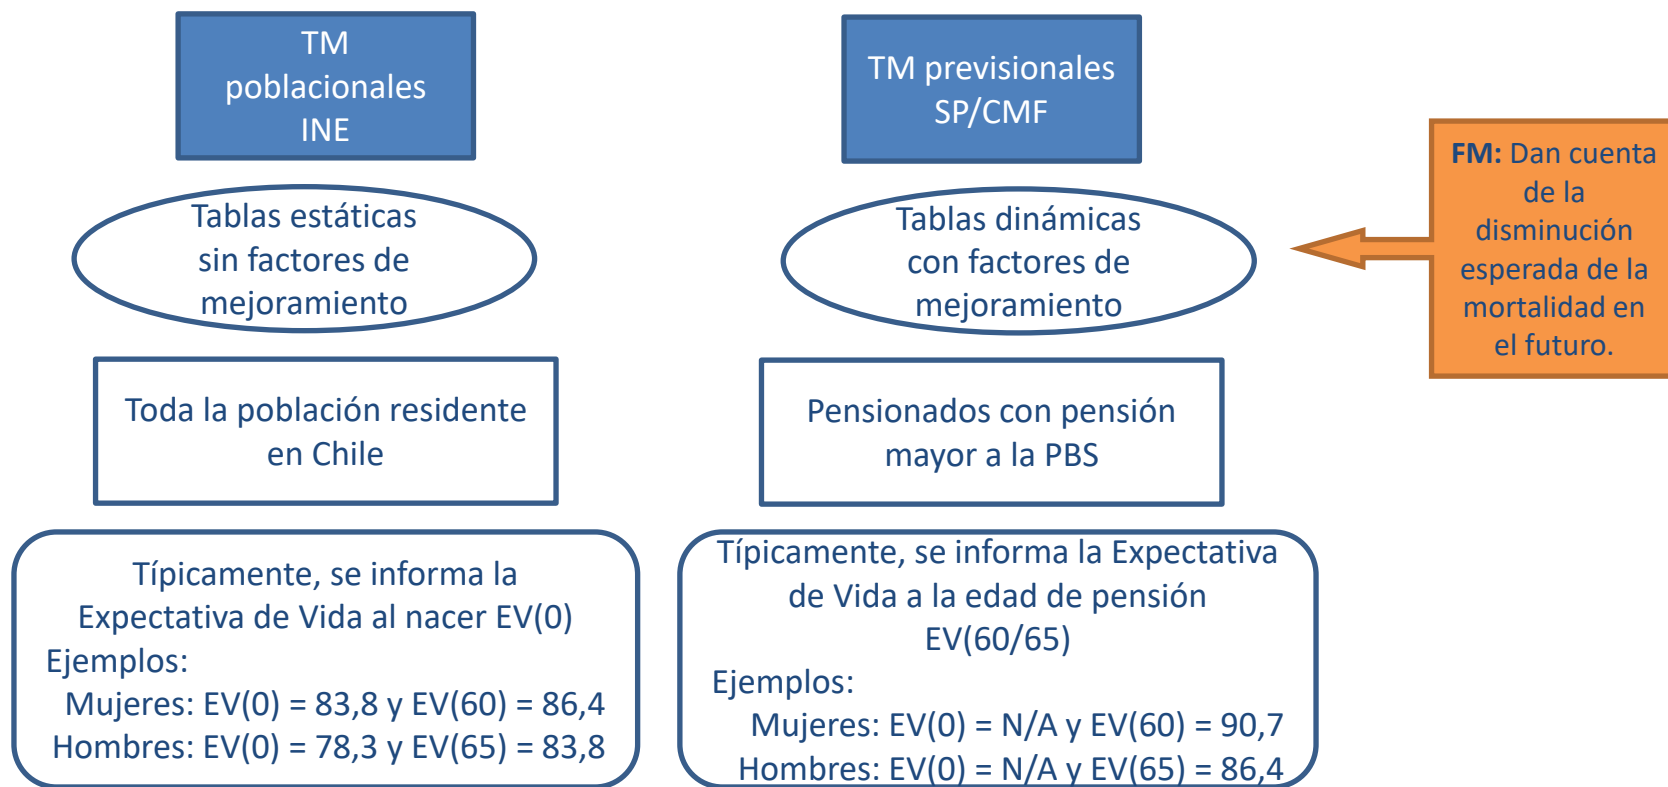 TM
poblacionales
INE
Tablas estáticas
sin factores de
mejoramiento
Toda la población residente
en Chile
Típicamente, se informa la
Expectativa de Vida al nacer EV(0)
Ejemplos:
Mujeres: EV(0) = 83,8 y EV(60) = 86,4
Hombres: EV(0) = 78,3 y EV(65) = 83,8
TM previsionales
SP/CMF
Tablas dinámicas
con factores de
mejoramiento
Pensionados con pensión
mayor a la PBS
Típicamente, se informa la Expectativa
de Vida a la edad de pensión
EV(60/65)
Ejemplos:
Mujeres: EV(0) = N/A y EV(60) = 90,7
Hombres: EV(0) = N/A y EV(65) = 86,4
FM: Dan cuenta
de la
disminución
esperada de la
mortalidad en
el futuro.